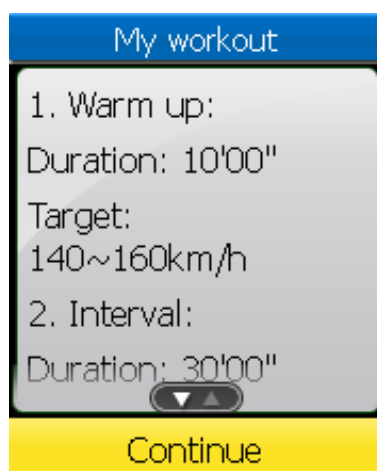 My workout
1. Warm up:
Duration: 10'00"
Target:
140~160km/h
2. Interval:
Duration: 30'00"
Continue